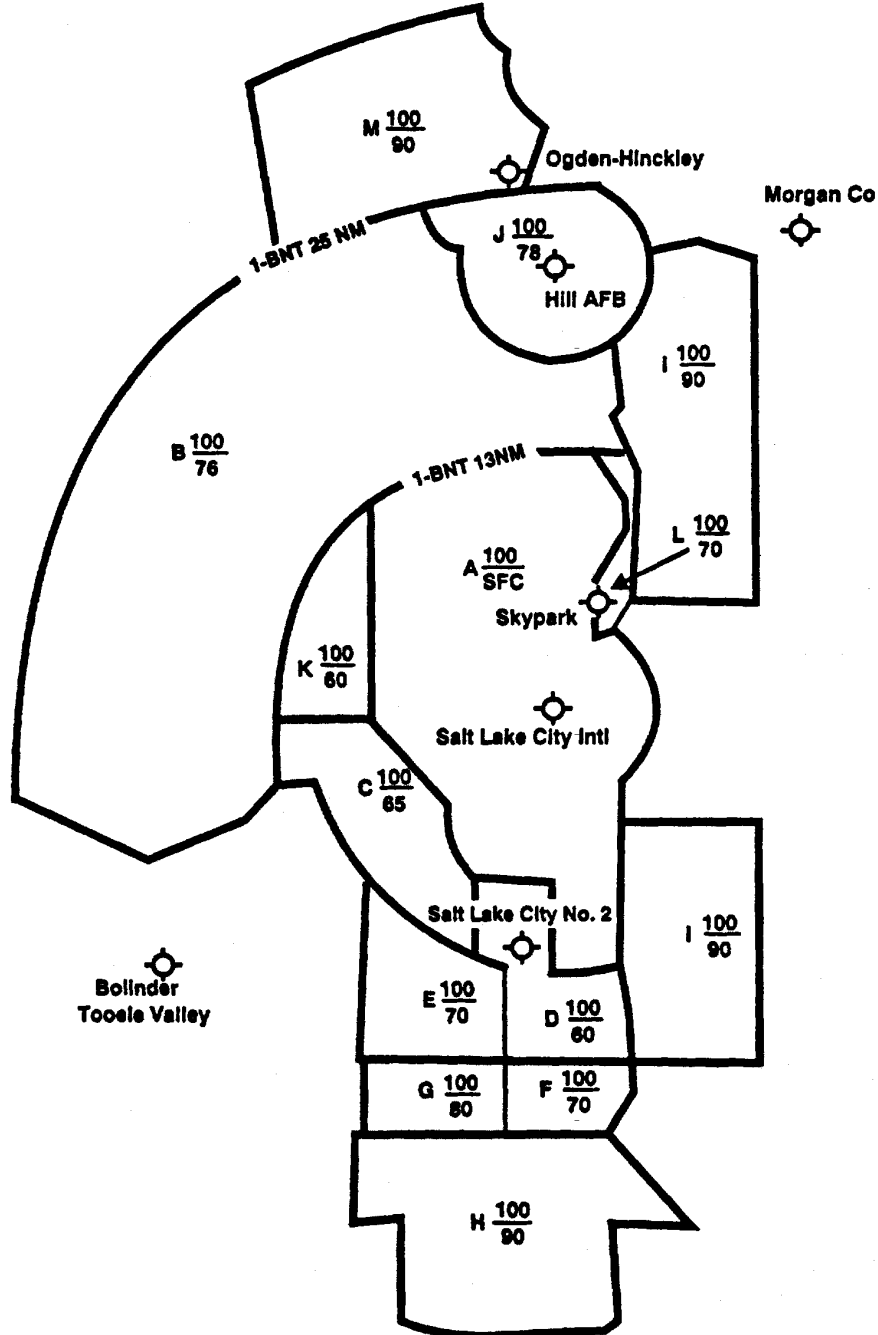 M 100
90
Ogden-Hinckley
Morgan Co
J 100
78
1-BNT 25 NM
Hill AFB
I 100
90
B 100
76
1-BNT 13NM
L 100
70
A 100
SFC
Skypark
K 100
60
Salt Lake City Intl
C 100
65
Salt Lake City No. 2
I 100
90
Bolinder
Tooele Valley
E 100
70
D 100
60
G 100
80
F 100
70
H 100
90